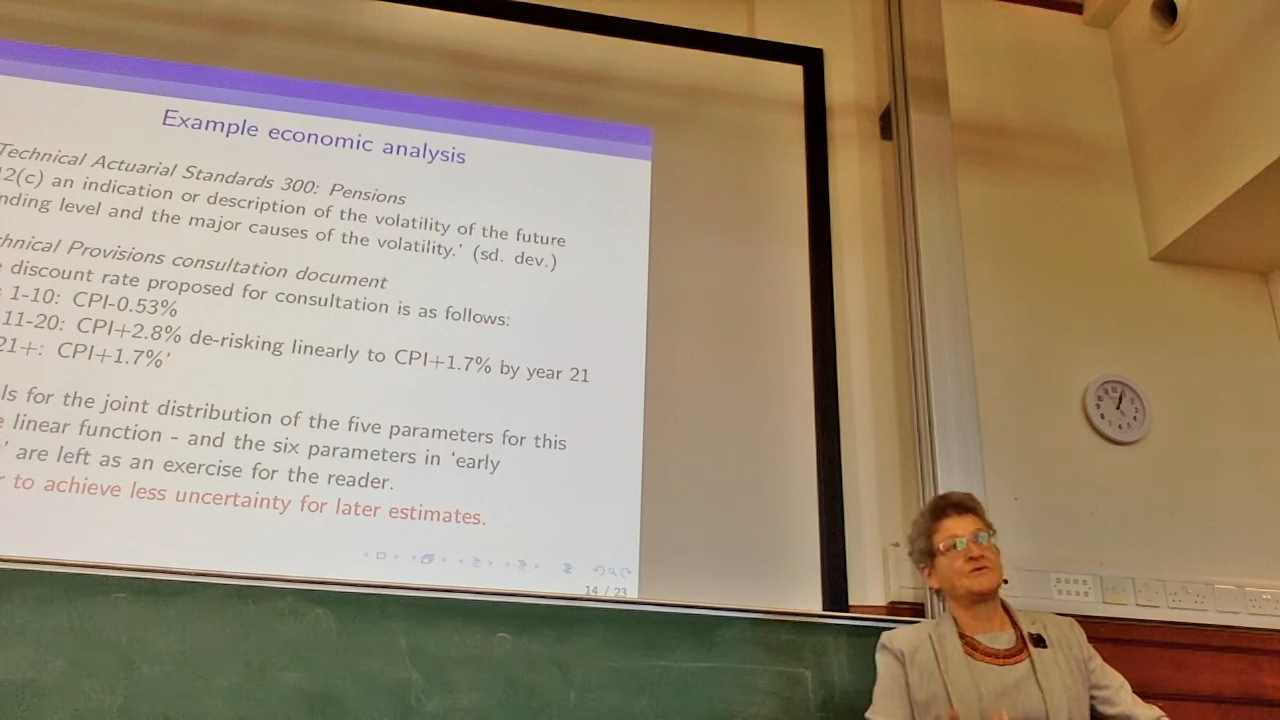 Example economic analysis
Technical Actuarial Standards 300: Pensions
2(c) an indication or description of the volatility of the future
nding level and the major causes of the volatility.' (sd. dev.)
hnical Provisions consultation document
e discount rate proposed for consultation is as follows:
s 1-10: CPI-0.53%
11-20: CPI+2.8% de-risking linearly to CPI+1.7% by year 21
21+: CPI+1.7%'
ls for the joint distribution of the five parameters for this
e linear function - and the six parameters in 'early
' are left as an exercise for the reader.
r to achieve less uncertainty for later estimates.
14 / 23